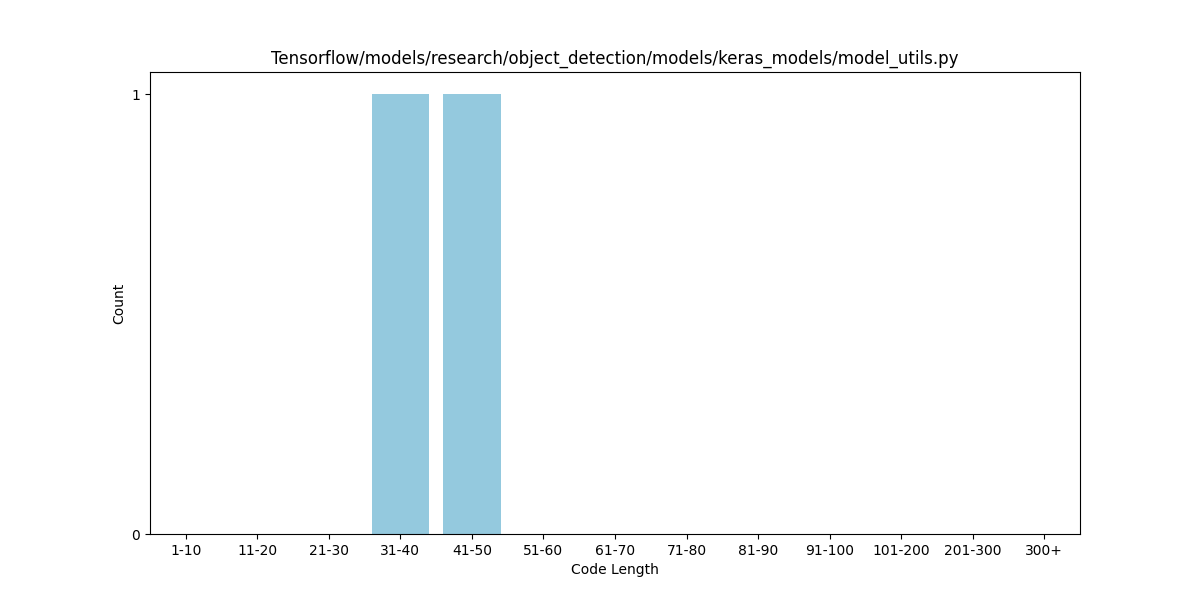 Tensorflow/models/research/object_detection/models/keras_models/model_utils.py
1
Count
0
1-10 11-20 21-30 31-40 41-50 51-60 61-70 71-80 81-90 91-100 101-200 201-300 300+
Code Length